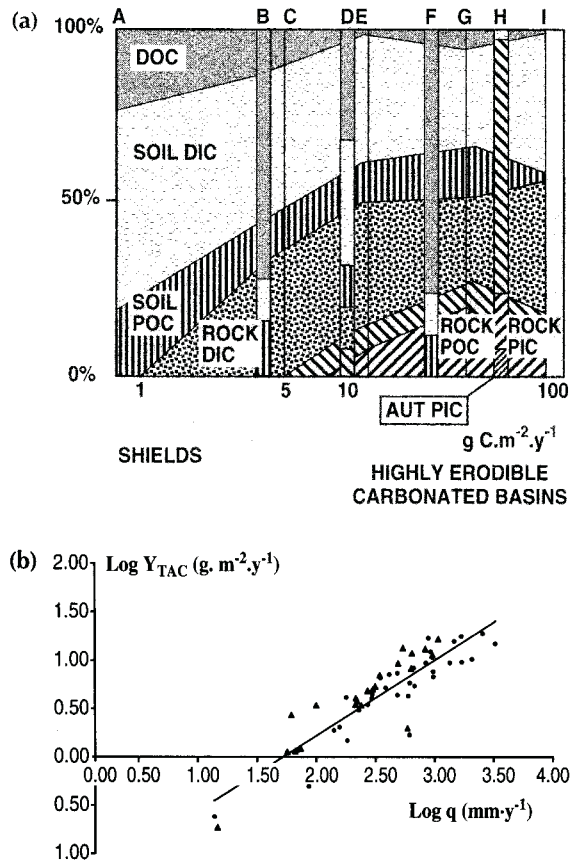 (a)
A B C D E F G H I
100%
DOC
SOIL DIC
50%
SOIL
POC
ROCK
DIC
ROCK
POC
ROCK
PIC
0%
1 5 10 100
AUT PIC
g C.m-2.y-1
SHIELDS
HIGHLY ERODIBLE
CARBONATED BASINS
(b)
2.00
Log YTAC (g. m-2.y-1)
1.50
1.00
0.50
0.00
0.00 0.50 1.00 2.00 2.50 3.00 3.50 4.00
0.50
Log q (mm·y-1)
1.00